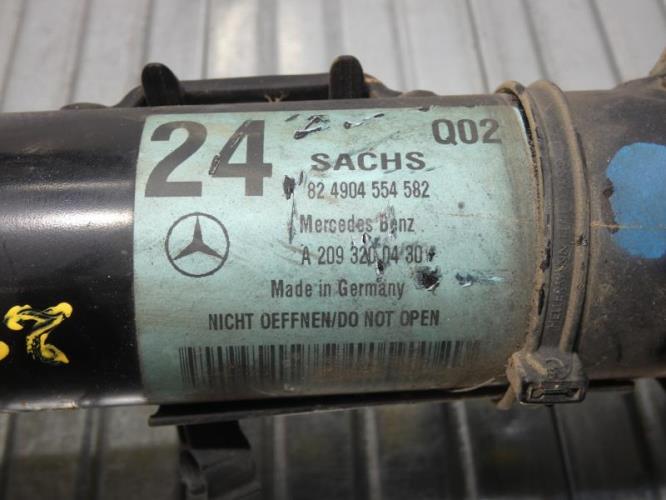 24
Q02
SACHS
82 4904 554 582
Mercedes Benz
A 209 320 04 30
Made in Germany
NICHT OEFFNEN/DO NOT OPEN